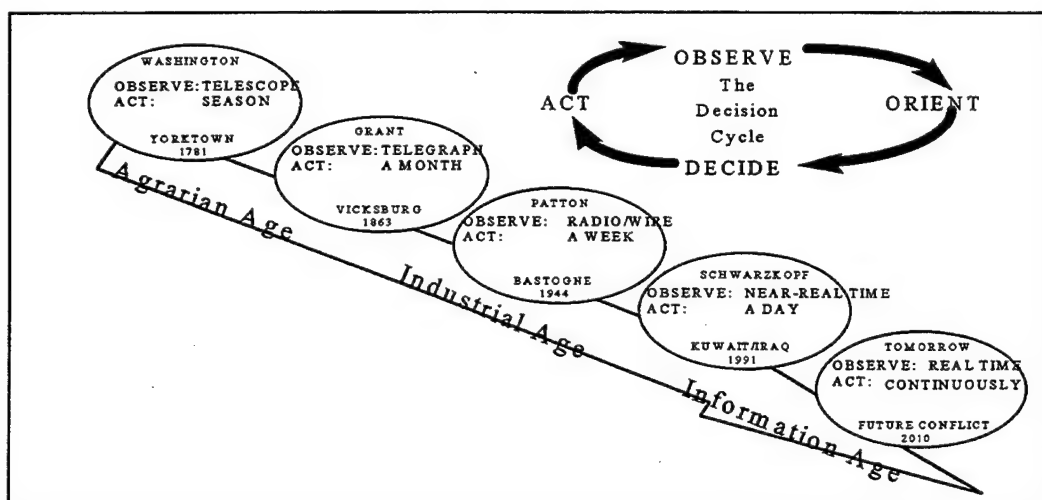 WASHINGTON
OBSERVE: TELESCOPE
ACT: SEASON
YORKTOWN
1781
GRANT
OBSERVE: TELEGRAPH
ACT: A MONTH
VICKSBURG
1863
PATTON
OBSERVE: RADIO/WIRE
ACT: A WEEK
BASTOGNE
1944
SCHWARZKOPF
OBSERVE: NEAR-REAL TIME
ACT: A DAY
KUWAIT/IRAQ
1991
TOMORROW
OBSERVE: REAL TIME
ACT: CONTINUOUSLY
FUTURE CONFLICT
2010
Agrarian Age
Industrial Age
Information Age
OBSERVE
The
Decision
Cycle
ACT
ORIENT
DECIDE